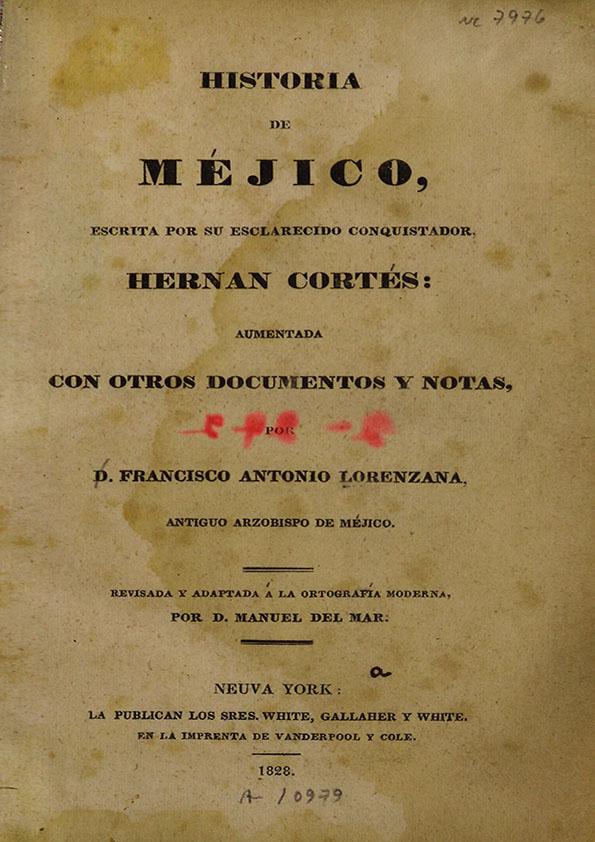 nc 7976
HISTORIA
DE
MÉJICO,
ESCRITA POR SU ESCLARECIDO CONQUISTADOR,
HERNAN CORTÉS:
AUMENTADA
CON OTROS DOCUMENTOS Y NOTAS,
POR
D. FRANCISCO ANTONIO LORENZANA,
ANTIGUO ARZOBISPO DE MÉJICO.
REVISADA Y ADAPTADA Á LA ORTOGRAFÍA MODERNA,
POR D. MANUEL DEL MAR.
a
NEUVA YORK:
LA PUBLICAN LOS SRES. WHITE, GALLAHER Y WHITE.
EN LA IMPRENTA DE VANDERPOOL Y COLE.
1828.
A- 10979